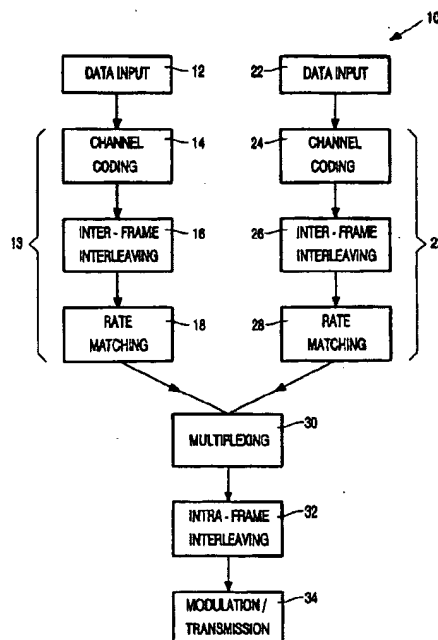 10
DATA INPUT 12
22 DATA INPUT
CHANNEL
CODING
14
24
CHANNEL
CODING
13
INTER-FRAME
INTERLEAVING
16
26
INTER-FRAME
INTERLEAVING
RATE
MATCHING
18
28
RATE
MATCHING
MULTIPLEXING
30
INTRA-FRAME
INTERLEAVING
32
MODULATION/
TRANSMISSION
34